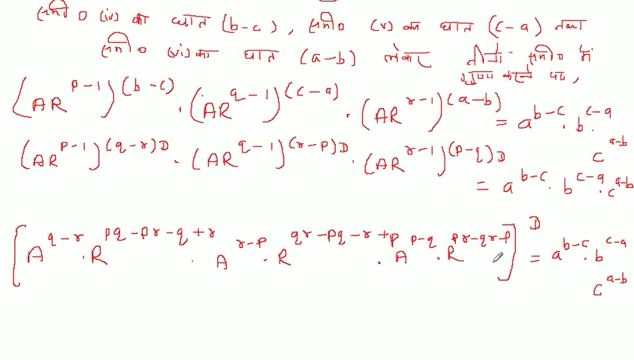 समी० (iv) का घात (b-c), समी० (v) का घात (c-a) तथा
समी० (vi) का घात (a-b) लेकर तीनों समी० में
गुणा करने पर,
(AR^{p-1})^{(b-c)} . (AR^{q-1})^{(c-a)} . (AR^{r-1})^{(a-b)} = a^{b-c} . b^{c-a} . c^{a-b}
(AR^{p-1})^{(q-r)D} . (AR^{q-1})^{(r-p)D} . (AR^{r-1})^{(p-q)D}
= a^{b-c} . b^{c-a} . c^{a-b}
[A^{q-r} . R^{pq-pr-q+r} . A^{r-p} . R^{qr-pq-r+p} . A^{p-q} . R^{pr-qr-p}]^{D} = a^{b-c} . b^{c-a} c^{a-b}